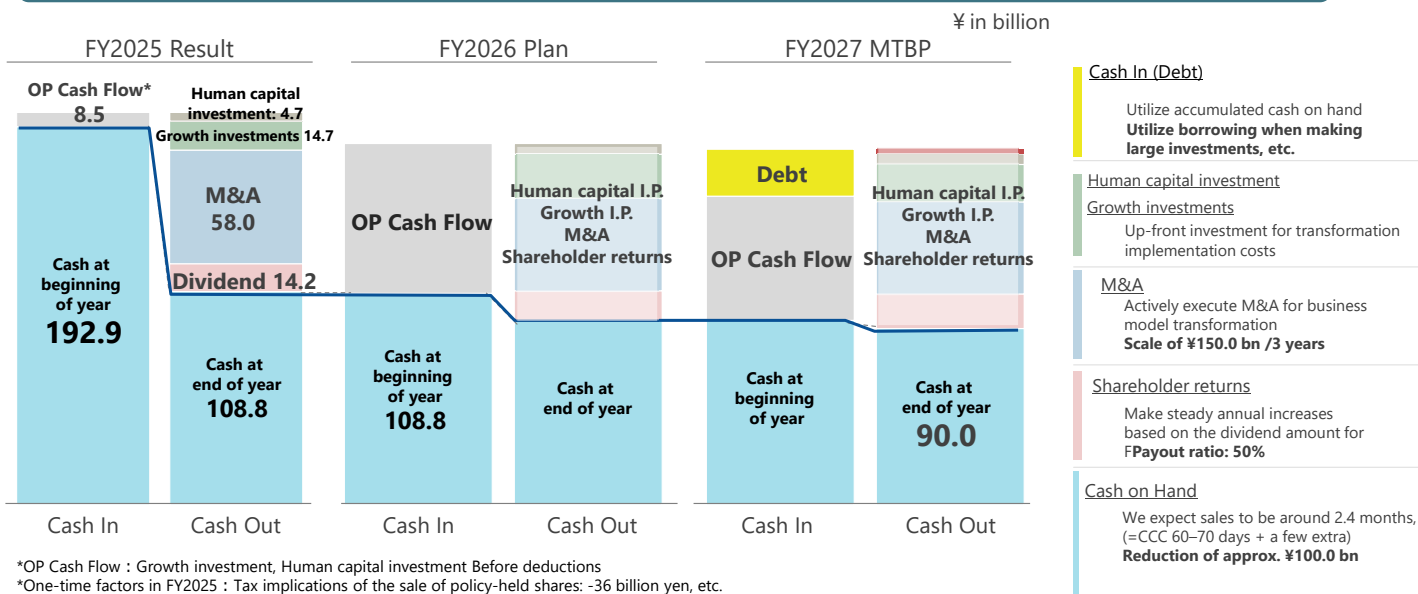 ¥ in billion
FY2025 Result
FY2026 Plan
FY2027 MTBP
OP Cash Flow*
8.5
Human capital
investment: 4.7
Growth investments 14.7
M&A
58.0
Dividend 14.2
Cash at
beginning
of year
192.9
Cash at
end of year
108.8
OP Cash Flow
Human capital I.P.
Growth I.P.
M&A
Shareholder returns
Cash at
beginning
of year
108.8
Cash at
end of year
Debt
OP Cash Flow
Human capital I.P.
Growth I.P.
M&A
Shareholder returns
Cash at
beginning
of year
Cash at
end of year
90.0
Cash In
Cash Out
Cash In
Cash Out
Cash In
Cash Out
Cash In (Debt)
Utilize accumulated cash on hand
Utilize borrowing when making
large investments, etc.
Human capital investment
Growth investments
Up-front investment for transformation
implementation costs
M&A
Actively execute M&A for business
model transformation
Scale of ¥150.0 bn /3 years
Shareholder returns
Make steady annual increases
based on the dividend amount for
FPayout ratio: 50%
Cash on Hand
We expect sales to be around 2.4 months,
(=CCC 60–70 days + a few extra)
Reduction of approx. ¥100.0 bn
*OP Cash Flow：Growth investment, Human capital investment Before deductions
*One-time factors in FY2025：Tax implications of the sale of policy-held shares: -36 billion yen, etc.